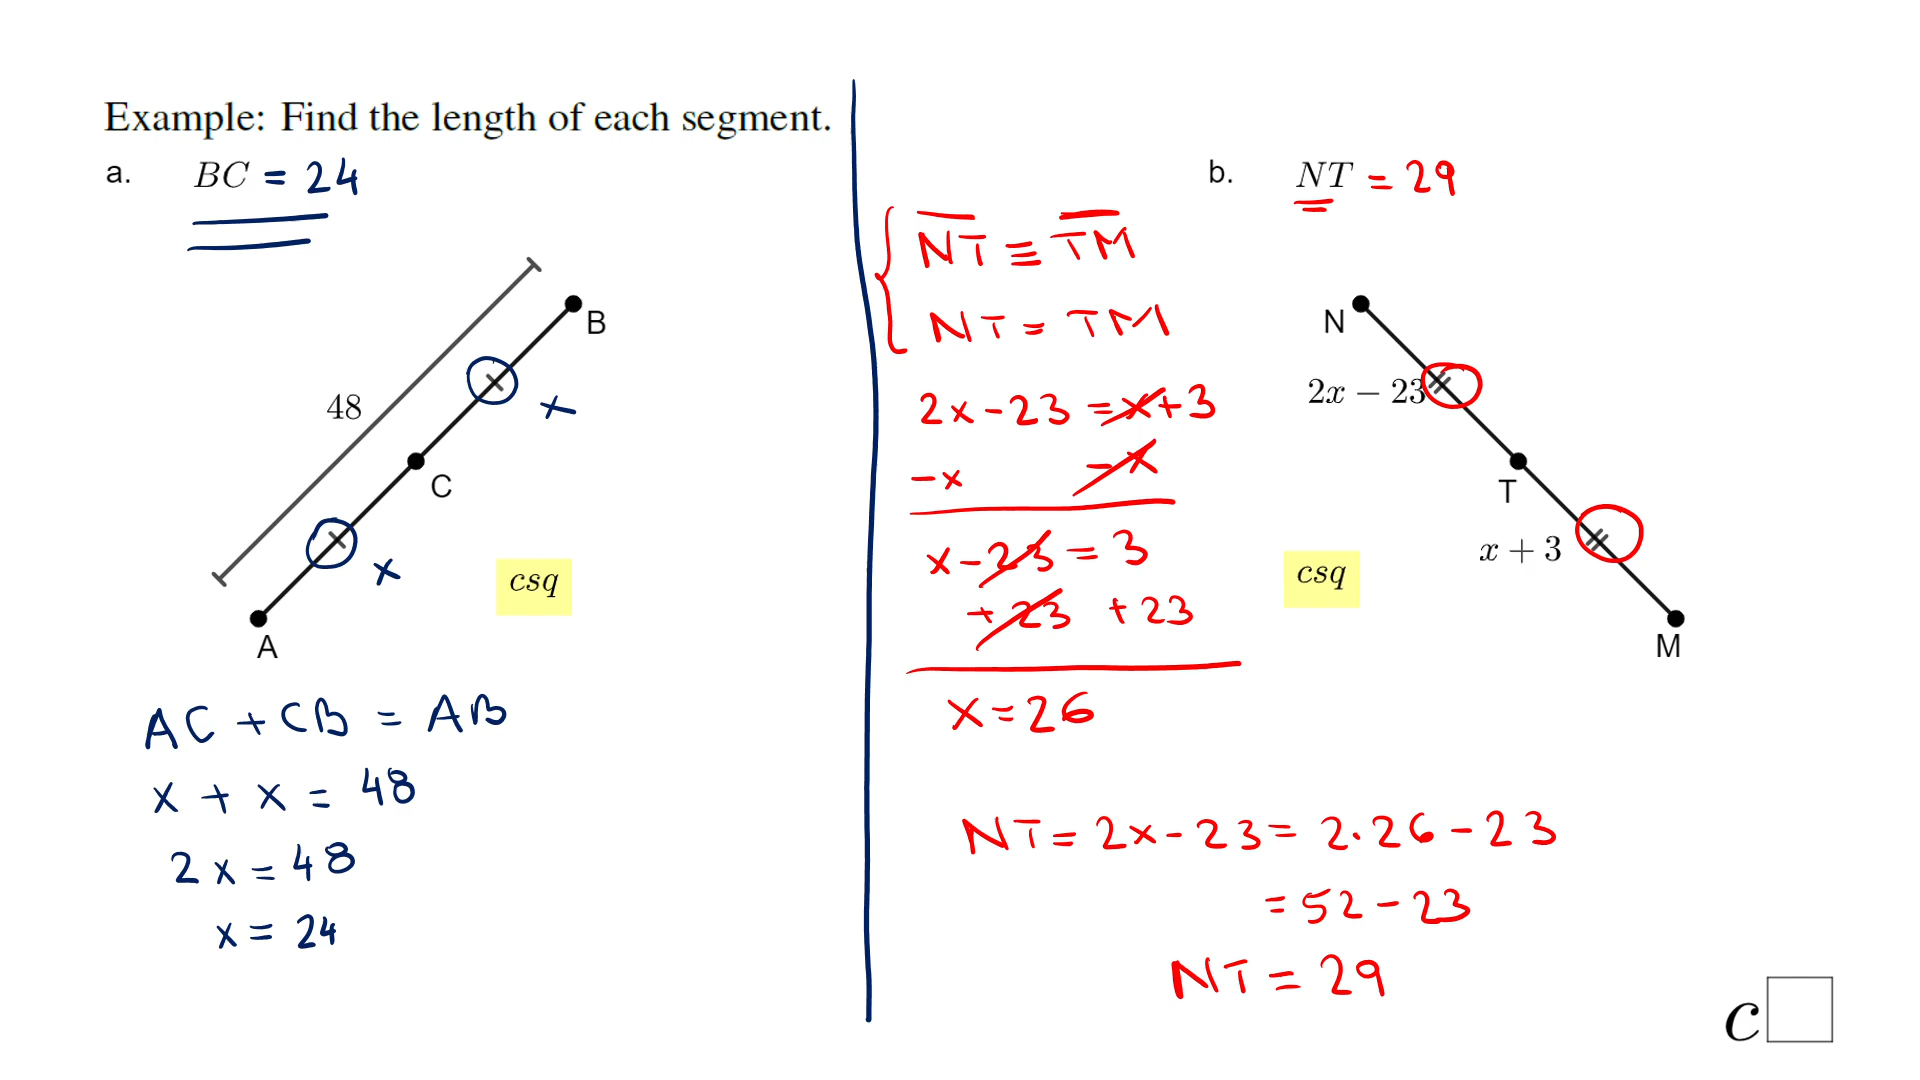 Example: Find the length of each segment.
a. BC = 24
48
B
x
C
x
A
csq
AC + CB = AB
x + x = 48
2x = 48
x = 24
NT ≡ TM
NT = TM
2x - 23 = x + 3
-x -x
x - 23 = 3
+23 +23
x = 26
b. NT = 29
N
2x − 23
T
x + 3
M
csq
NT = 2x - 23 = 2·26 - 23
= 52 - 23
NT = 29
c